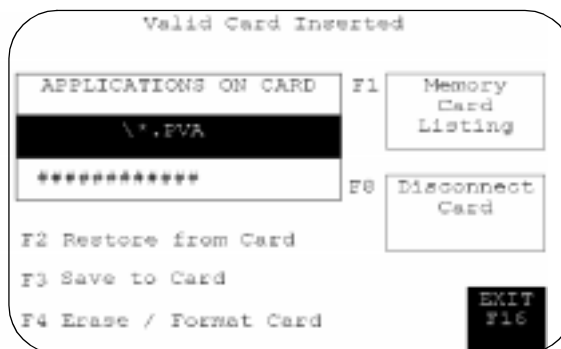 Valid Card Inserted
APPLICATIONS ON CARD
\*.PVA
############
F1
Memory
Card
Listing
F8
Disconnect
Card
F2 Restore from Card
F3 Save to Card
F4 Erase / Format Card
EXIT
F16